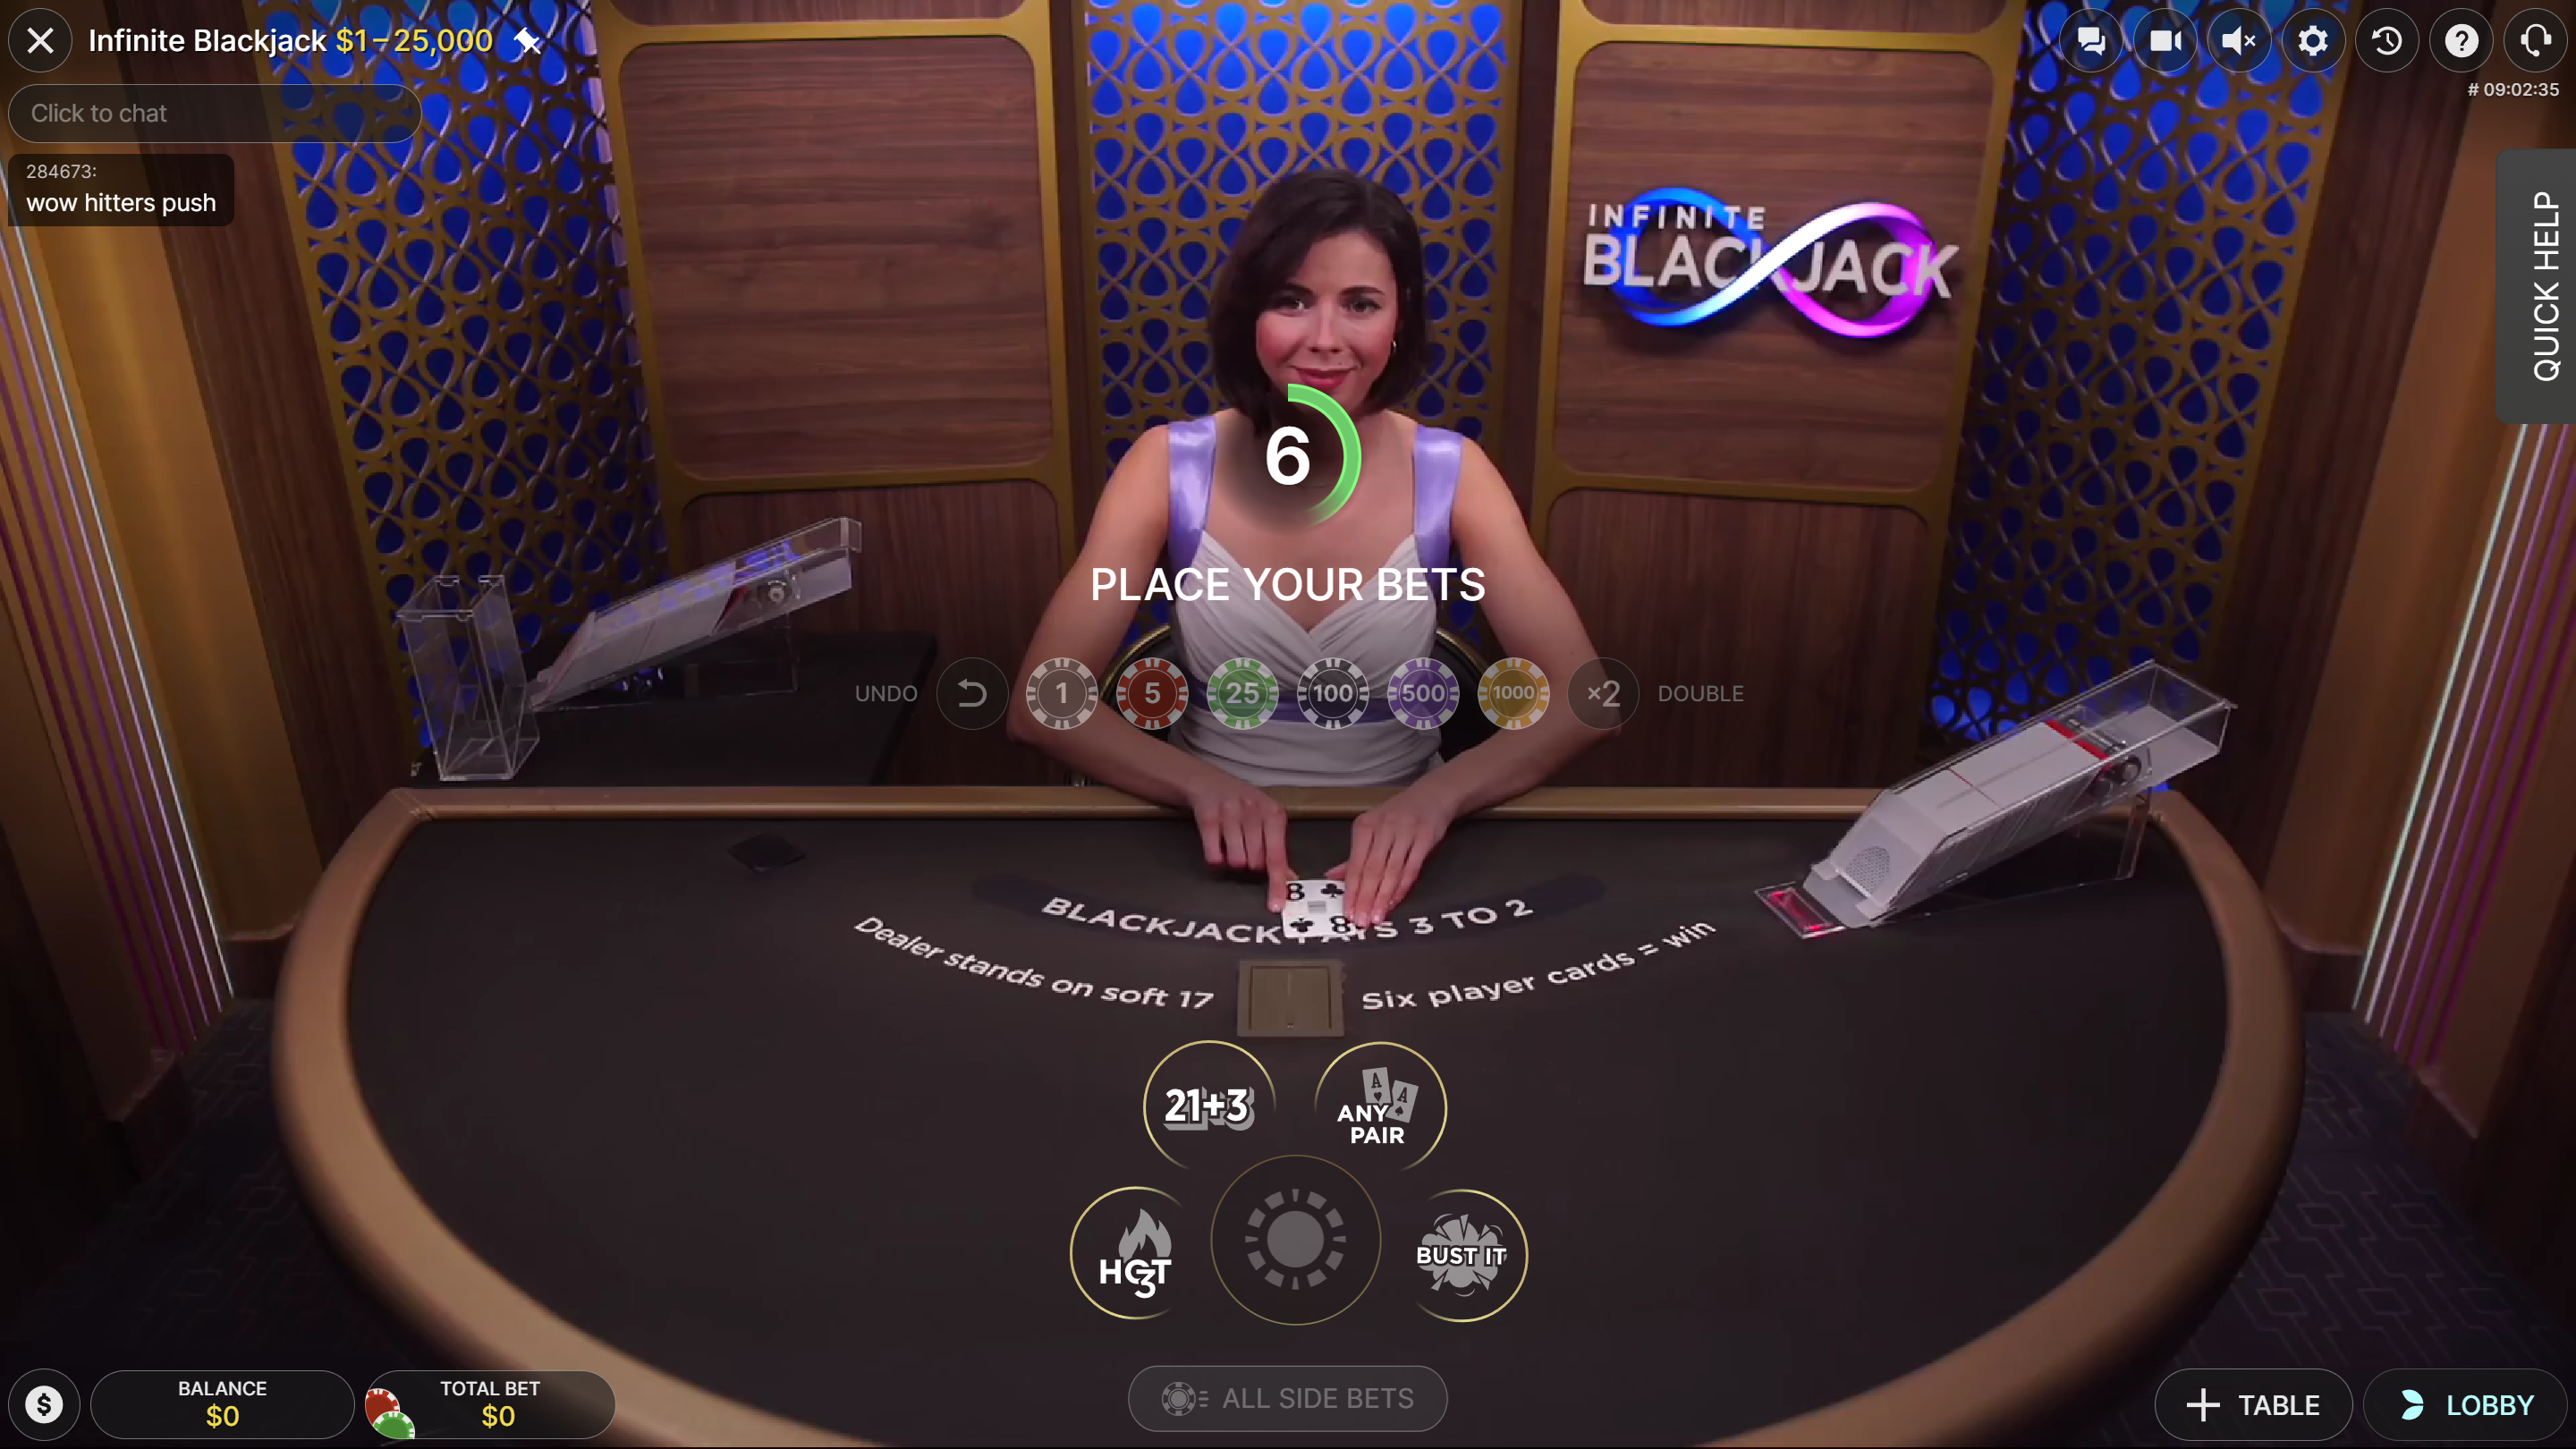 Infinite Blackjack $1–25,000
# 09:02:35
Click to chat
284673:
wow hitters push
QUICK HELP
INFINITE
BLACKJACK
6
PLACE YOUR BETS
UNDO 1 5 25 100 500 1000 ×2 DOUBLE
8
8
BLACKJACK PAYS 3 TO 2
Dealer stands on soft 17
Six player cards = win
21+3
A
A
ANY
PAIR
HOT
3
BUST IT
ALL SIDE BETS
$
BALANCE
$0
TOTAL BET
$0
TABLE
LOBBY